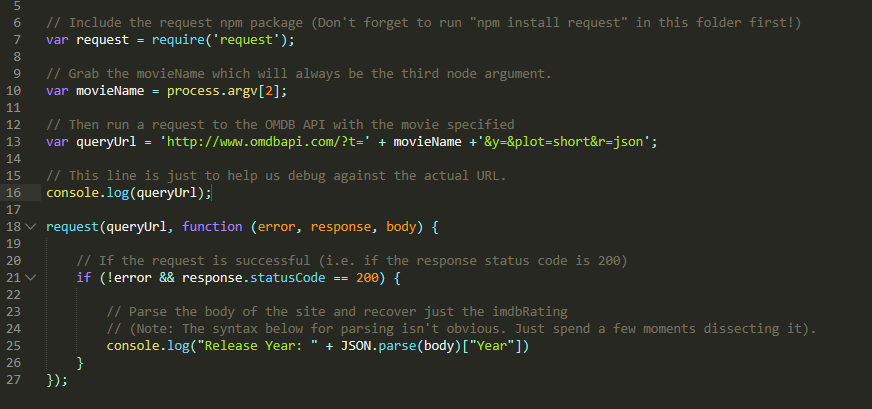 5
6 // Include the request npm package (Don't forget to run "npm install request" in this folder first!)
7 var request = require('request');
8
9 // Grab the movieName which will always be the third node argument.
10 var movieName = process.argv[2];
11
12 // Then run a request to the OMDB API with the movie specified
13 var queryUrl = 'http://www.omdbapi.com/?t=' + movieName +'&y=&plot=short&r=json';
14
15 // This line is just to help us debug against the actual URL.
16 console.log(queryUrl);
17
18 request(queryUrl, function (error, response, body) {
19
20     // If the request is successful (i.e. if the response status code is 200)
21     if (!error && response.statusCode == 200) {
22
23         // Parse the body of the site and recover just the imdbRating
24         // (Note: The syntax below for parsing isn't obvious. Just spend a few moments dissecting it).
25         console.log("Release Year: " + JSON.parse(body)["Year"])
26     }
27 });